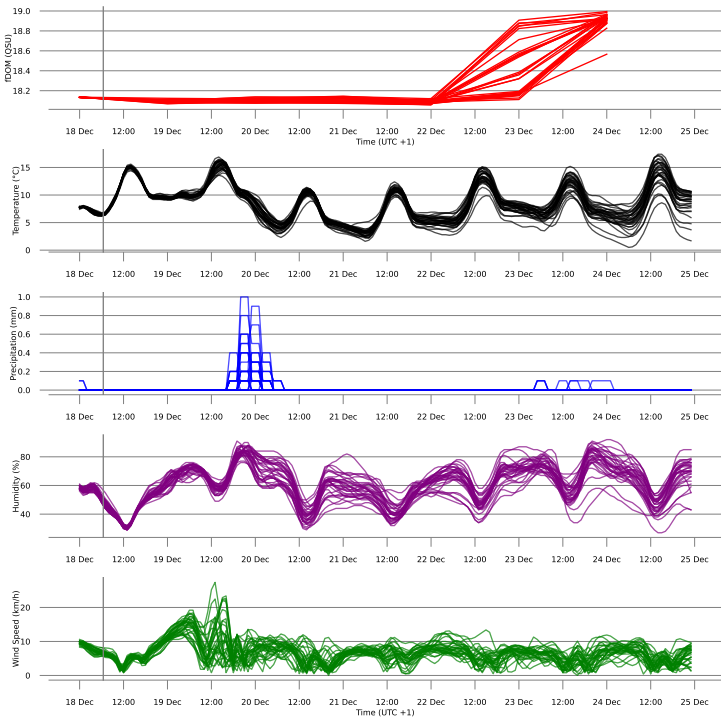 fDOM (QSU)
19.0
18.8
18.6
18.4
18.2
18 Dec 12:00 19 Dec 12:00 20 Dec 12:00 21 Dec 12:00 22 Dec 12:00 23 Dec 12:00 24 Dec 12:00 25 Dec
Time (UTC +1)
Temperature (°C)
15
10
5
0
18 Dec 12:00 19 Dec 12:00 20 Dec 12:00 21 Dec 12:00 22 Dec 12:00 23 Dec 12:00 24 Dec 12:00 25 Dec
Precipitation (mm)
1.0
0.8
0.6
0.4
0.2
0.0
18 Dec 12:00 19 Dec 12:00 20 Dec 12:00 21 Dec 12:00 22 Dec 12:00 23 Dec 12:00 24 Dec 12:00 25 Dec
Humidity (%)
80
60
40
18 Dec 12:00 19 Dec 12:00 20 Dec 12:00 21 Dec 12:00 22 Dec 12:00 23 Dec 12:00 24 Dec 12:00 25 Dec
Wind Speed (km/h)
20
10
0
18 Dec 12:00 19 Dec 12:00 20 Dec 12:00 21 Dec 12:00 22 Dec 12:00 23 Dec 12:00 24 Dec 12:00 25 Dec
Time (UTC +1)